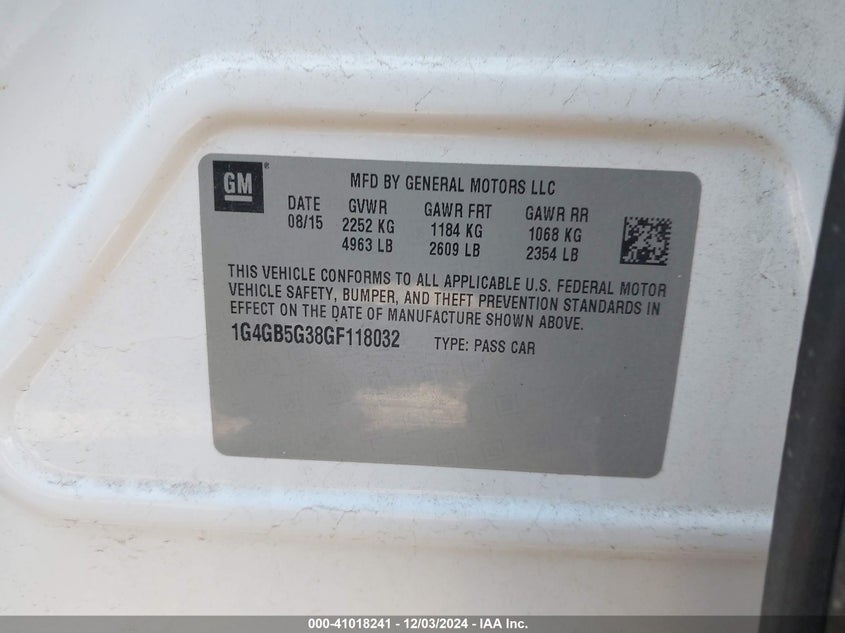 GM®
MFD BY GENERAL MOTORS LLC
DATE GVWR GAWR FRT GAWR RR
08/15 2252 KG 1184 KG 1068 KG
4963 LB 2609 LB 2354 LB
THIS VEHICLE CONFORMS TO ALL APPLICABLE U.S. FEDERAL MOTOR
VEHICLE SAFETY, BUMPER, AND THEFT PREVENTION STANDARDS IN
EFFECT ON THE DATE OF MANUFACTURE SHOWN ABOVE.
1G4GB5G38GF118032 TYPE: PASS CAR
000-41018241 - 12/03/2024 - IAA Inc.